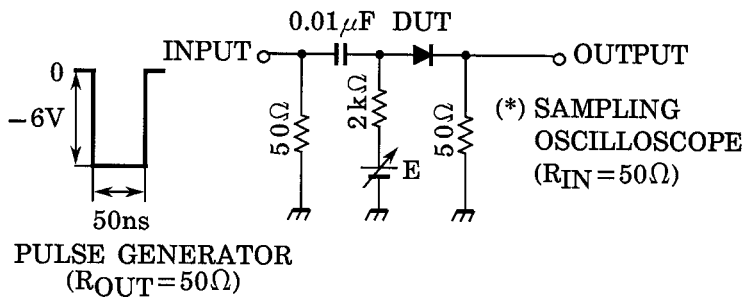 0.01μF DUT
INPUT
OUTPUT
0
−6V
50ns
50Ω
2kΩ
E
50Ω
(*) SAMPLING
OSCILLOSCOPE
(RIN=50Ω)
PULSE GENERATOR
(ROUT=50Ω)